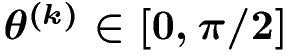 θ^{(k)} ∈ [0, π/2]